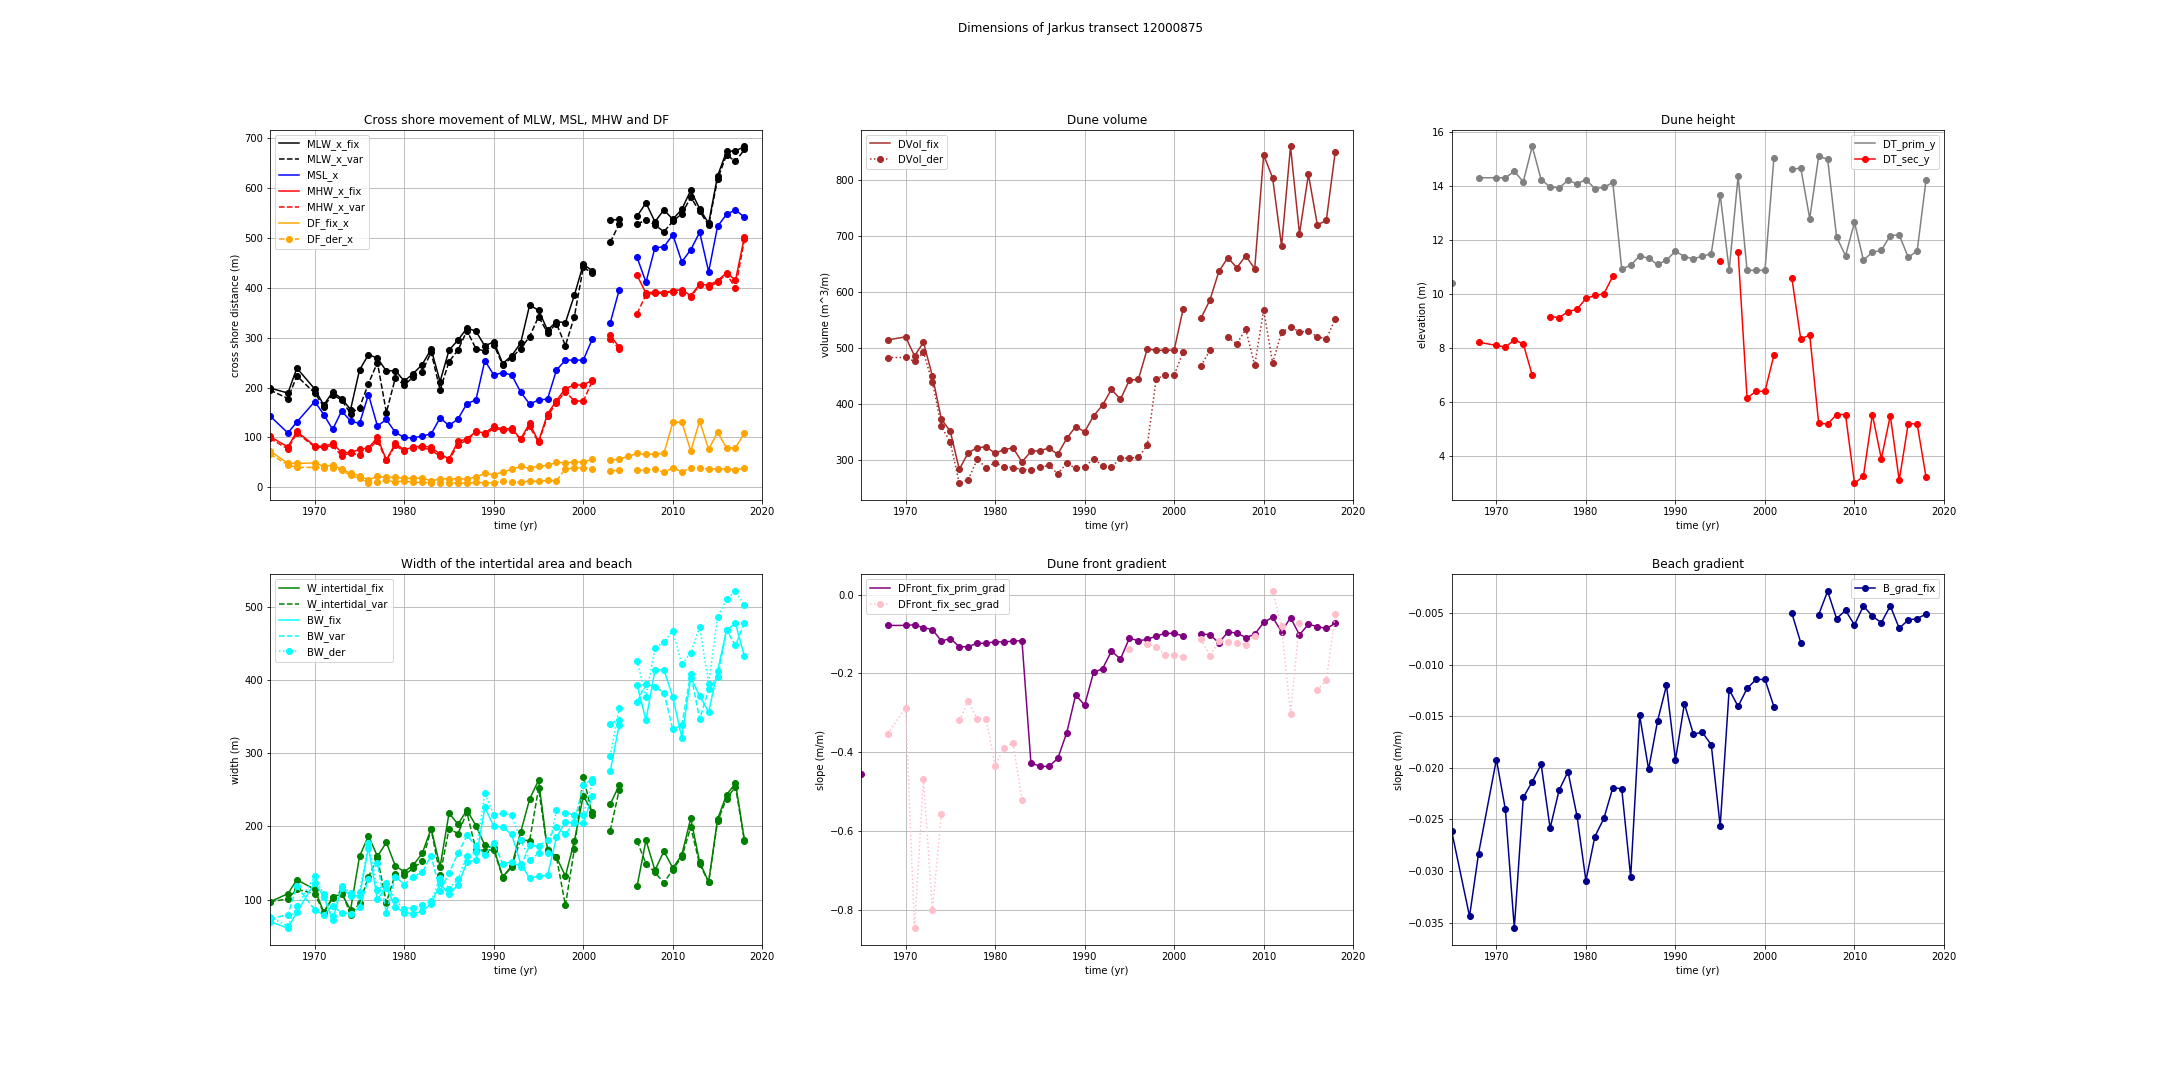 Dimensions of Jarkus transect 12000875
Cross shore movement of MLW, MSL, MHW and DF
700
600
500
400
300
200
100
0
cross shore distance (m)
MLW_x_fix
MLW_x_var
MSL_x
MHW_x_fix
MHW_x_var
DF_fix_x
DF_der_x
1970 1980 1990 2000 2010 2020
time (yr)
Dune volume
800
700
600
500
400
300
volume (m^3/m)
DVol_fix
DVol_der
1970 1980 1990 2000 2010 2020
time (yr)
Dune height
16
14
12
10
8
6
4
elevation (m)
DT_prim_y
DT_sec_y
1970 1980 1990 2000 2010 2020
time (yr)
Width of the intertidal area and beach
500
400
300
200
100
width (m)
W_intertidal_fix
W_intertidal_var
BW_fix
BW_var
BW_der
1970 1980 1990 2000 2010 2020
time (yr)
Dune front gradient
0.0
−0.2
−0.4
−0.6
−0.8
slope (m/m)
DFront_fix_prim_grad
DFront_fix_sec_grad
1970 1980 1990 2000 2010 2020
time (yr)
Beach gradient
−0.005
−0.010
−0.015
−0.020
−0.025
−0.030
−0.035
slope (m/m)
B_grad_fix
1970 1980 1990 2000 2010 2020
time (yr)